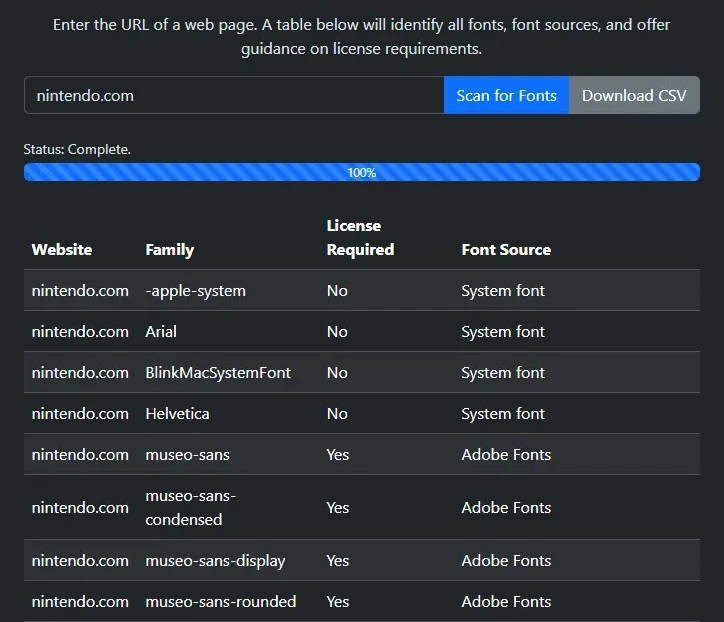 Enter the URL of a web page. A table below will identify all fonts, font sources, and offer
guidance on license requirements.
nintendo.com Scan for Fonts Download CSV
Status: Complete.
100%
Website Family License Required Font Source
nintendo.com -apple-system No System font
nintendo.com Arial No System font
nintendo.com BlinkMacSystemFont No System font
nintendo.com Helvetica No System font
nintendo.com museo-sans Yes Adobe Fonts
nintendo.com museo-sans-condensed Yes Adobe Fonts
nintendo.com museo-sans-display Yes Adobe Fonts
nintendo.com museo-sans-rounded Yes Adobe Fonts